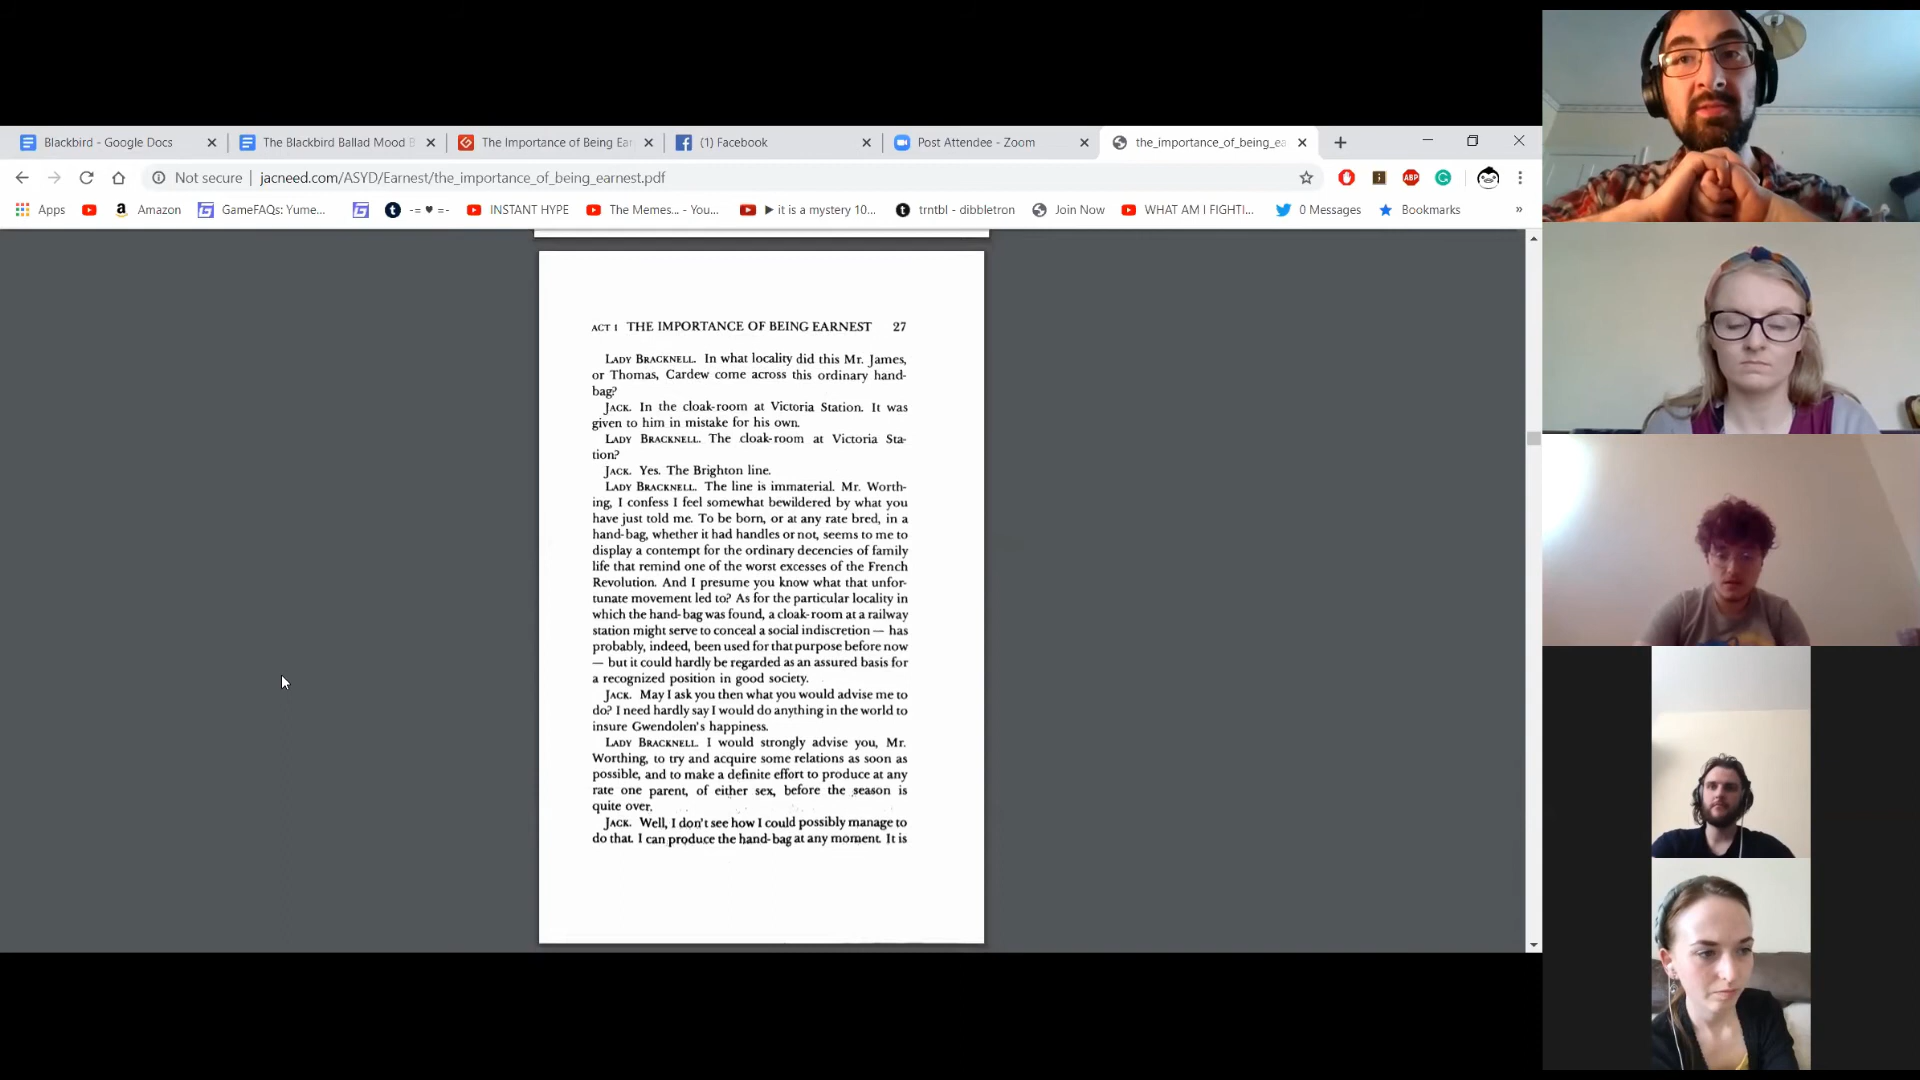 Blackbird - Google Docs
The Blackbird Ballad Mood B
The Importance of Being Ear
(1) Facebook
Post Attendee - Zoom
the_importance_of_being_ea
Not secure | jacneed.com/ASYD/Earnest/the_importance_of_being_earnest.pdf
ABP
Apps
Amazon
GameFAQs: Yume...
-= ♥ =-
INSTANT HYPE
The Memes... - You...
▶ it is a mystery 10...
trntbl - dibbletron
Join Now
WHAT AM I FIGHTI...
0 Messages
Bookmarks
»
ACT 1 THE IMPORTANCE OF BEING EARNEST 27
LADY BRACKNELL. In what locality did this Mr. James,
or Thomas, Cardew come across this ordinary hand-
bag?
JACK. In the cloak-room at Victoria Station. It was
given to him in mistake for his own.
LADY BRACKNELL. The cloak-room at Victoria Sta-
tion?
JACK. Yes. The Brighton line.
LADY BRACKNELL. The line is immaterial. Mr. Worth-
ing, I confess I feel somewhat bewildered by what you
have just told me. To be born, or at any rate bred, in a
hand-bag, whether it had handles or not, seems to me to
display a contempt for the ordinary decencies of family
life that remind one of the worst excesses of the French
Revolution. And I presume you know what that unfor-
tunate movement led to? As for the particular locality in
which the hand-bag was found, a cloak-room at a railway
station might serve to conceal a social indiscretion — has
probably, indeed, been used for that purpose before now
— but it could hardly be regarded as an assured basis for
a recognized position in good society.
JACK. May I ask you then what you would advise me to
do? I need hardly say I would do anything in the world to
insure Gwendolen's happiness.
LADY BRACKNELL. I would strongly advise you, Mr.
Worthing, to try and acquire some relations as soon as
possible, and to make a definite effort to produce at any
rate one parent, of either sex, before the season is
quite over.
JACK. Well, I don't see how I could possibly manage to
do that. I can produce the hand-bag at any moment. It is